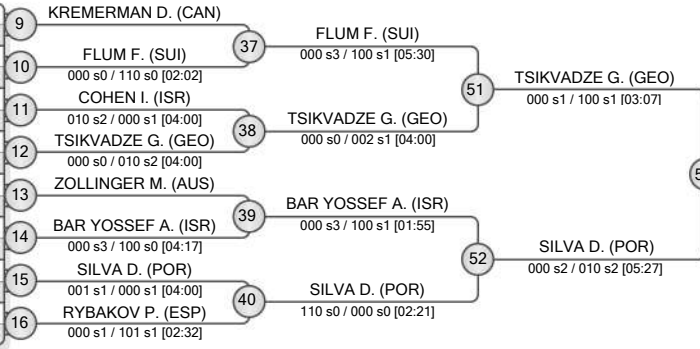 9
KREMERMAN D. (CAN)
37
FLUM F. (SUI)
000 s3 / 100 s1 [05:30]
10
FLUM F. (SUI)
000 s0 / 110 s0 [02:02]
51
TSIKVADZE G. (GEO)
000 s1 / 100 s1 [03:07]
11
COHEN I. (ISR)
010 s2 / 000 s1 [04:00]
38
TSIKVADZE G. (GEO)
000 s0 / 002 s1 [04:00]
12
TSIKVADZE G. (GEO)
000 s0 / 010 s2 [04:00]
13
ZOLLINGER M. (AUS)
39
BAR YOSSEF A. (ISR)
000 s3 / 100 s1 [01:55]
14
BAR YOSSEF A. (ISR)
000 s3 / 100 s0 [04:17]
52
SILVA D. (POR)
000 s2 / 010 s2 [05:27]
15
SILVA D. (POR)
001 s1 / 000 s1 [04:00]
40
SILVA D. (POR)
110 s0 / 000 s0 [02:21]
16
RYBAKOV P. (ESP)
000 s1 / 101 s1 [02:32]